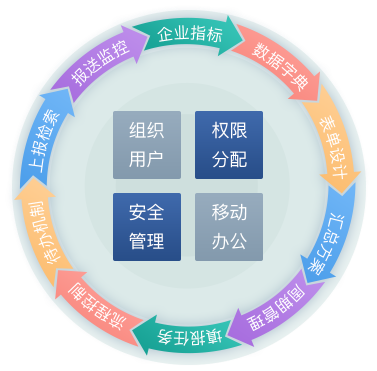 企业指标
数据字典
表单设计
汇总方案
周期管理
填报任务
流程控制
待办机制
上报检索
报送监控
组织
用户
权限
分配
安全
管理
移动
办公